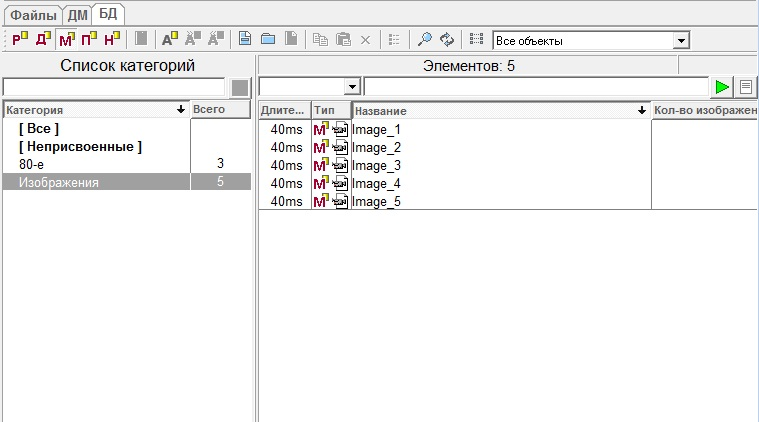 Файлы ДМ БД
Р Д М П Н А А А Все объекты
Список категорий Элементов: 5
Категория Всего Длите... Тип Название Кол-во изображен
[ Все ] 40ms М Image_1
[ Неприсвоенные ] 40ms М Image_2
80-е 3 40ms М Image_3
Изображения 5 40ms М Image_4
40ms М Image_5